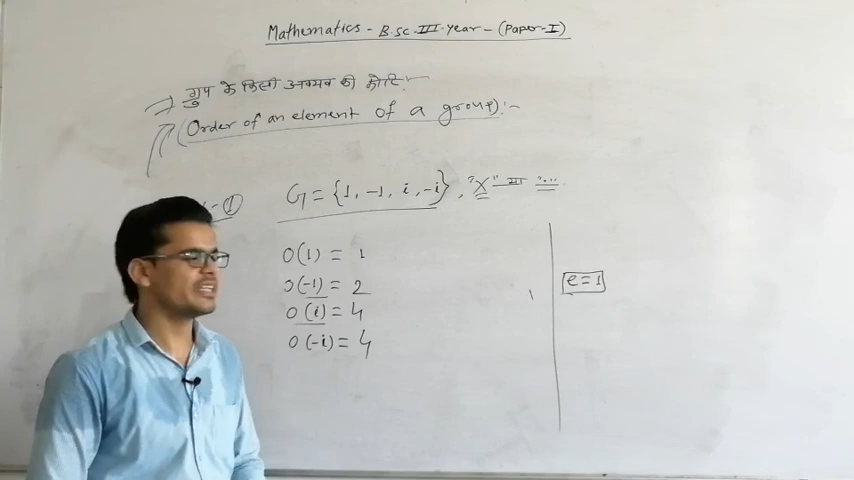 Mathematics - B.Sc. III. year - (Paper-I)
→ ग्रुप के किसी अवयव की कोटि:-
(Order of an element of a group):-
-①
G = {1, -1, i, -i}, "X"
O(1) = 1
O(-1) = 2
O(i) = 4
O(-i) = 4
e = 1